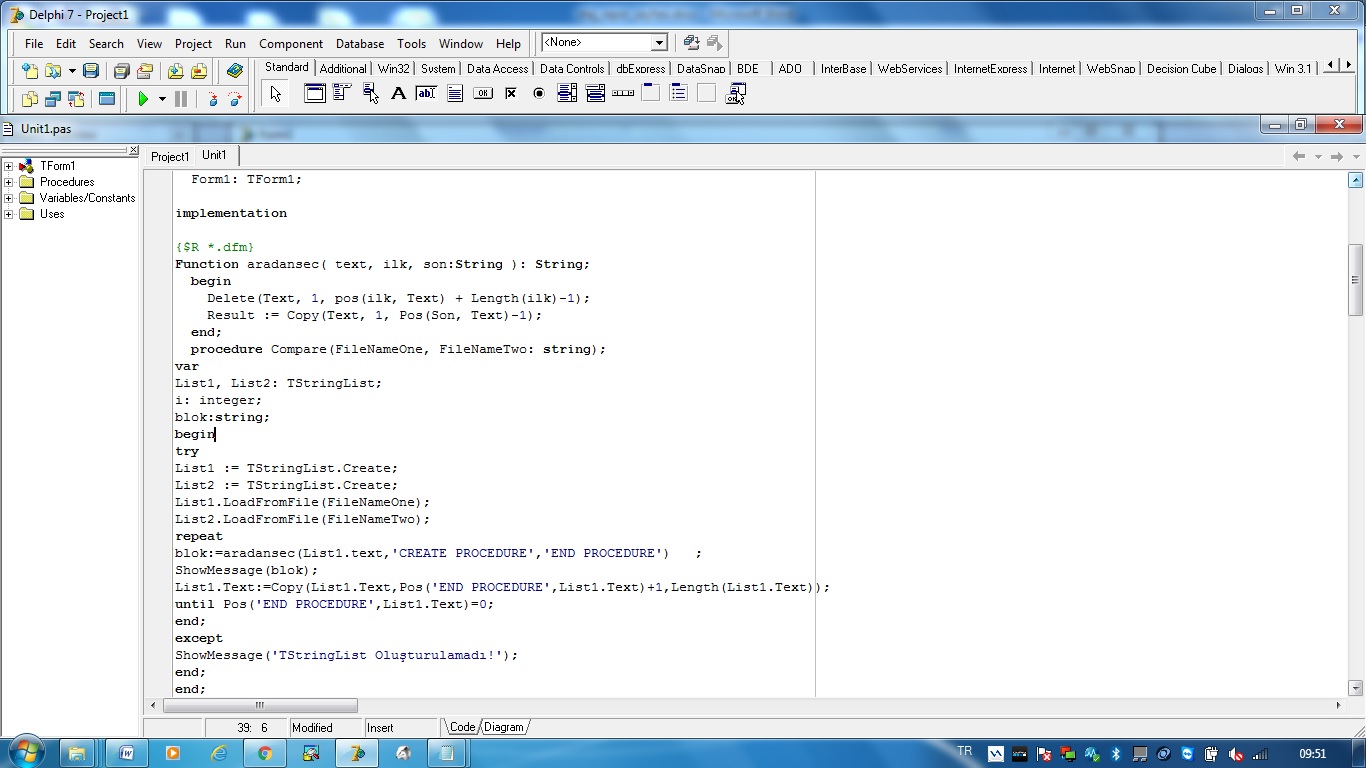 Delphi 7 - Project1
File Edit Search View Project Run Component Database Tools Window Help <None>
Standard Additional Win32 System Data Access Data Controls dbExpress DataSnap BDE ADO InterBase WebServices InternetExpress Internet WebSnap Decision Cube Dialogs Win 3.1
Unit1.pas
TForm1
Procedures
Variables/Constants
Uses
Project1 Unit1
Form1: TForm1;
implementation
{$R *.dfm}
Function aradansec( text, ilk, son:String ): String;
begin
Delete(Text, 1, pos(ilk, Text) + Length(ilk)-1);
Result := Copy(Text, 1, Pos(Son, Text)-1);
end;
procedure Compare(FileNameOne, FileNameTwo: string);
var
List1, List2: TStringList;
i: integer;
blok:string;
begin
try
List1 := TStringList.Create;
List2 := TStringList.Create;
List1.LoadFromFile(FileNameOne);
List2.LoadFromFile(FileNameTwo);
repeat
blok:=aradansec(List1.text,'CREATE PROCEDURE','END PROCEDURE')   ;
ShowMessage(blok);
List1.Text:=Copy(List1.Text,Pos('END PROCEDURE',List1.Text)+1,Length(List1.Text));
until Pos('END PROCEDURE',List1.Text)=0;
end;
except
ShowMessage('TStringList Oluşturulamadı!');
end;
end;
39: 6 Modified Insert Code Diagram
TR 09:51